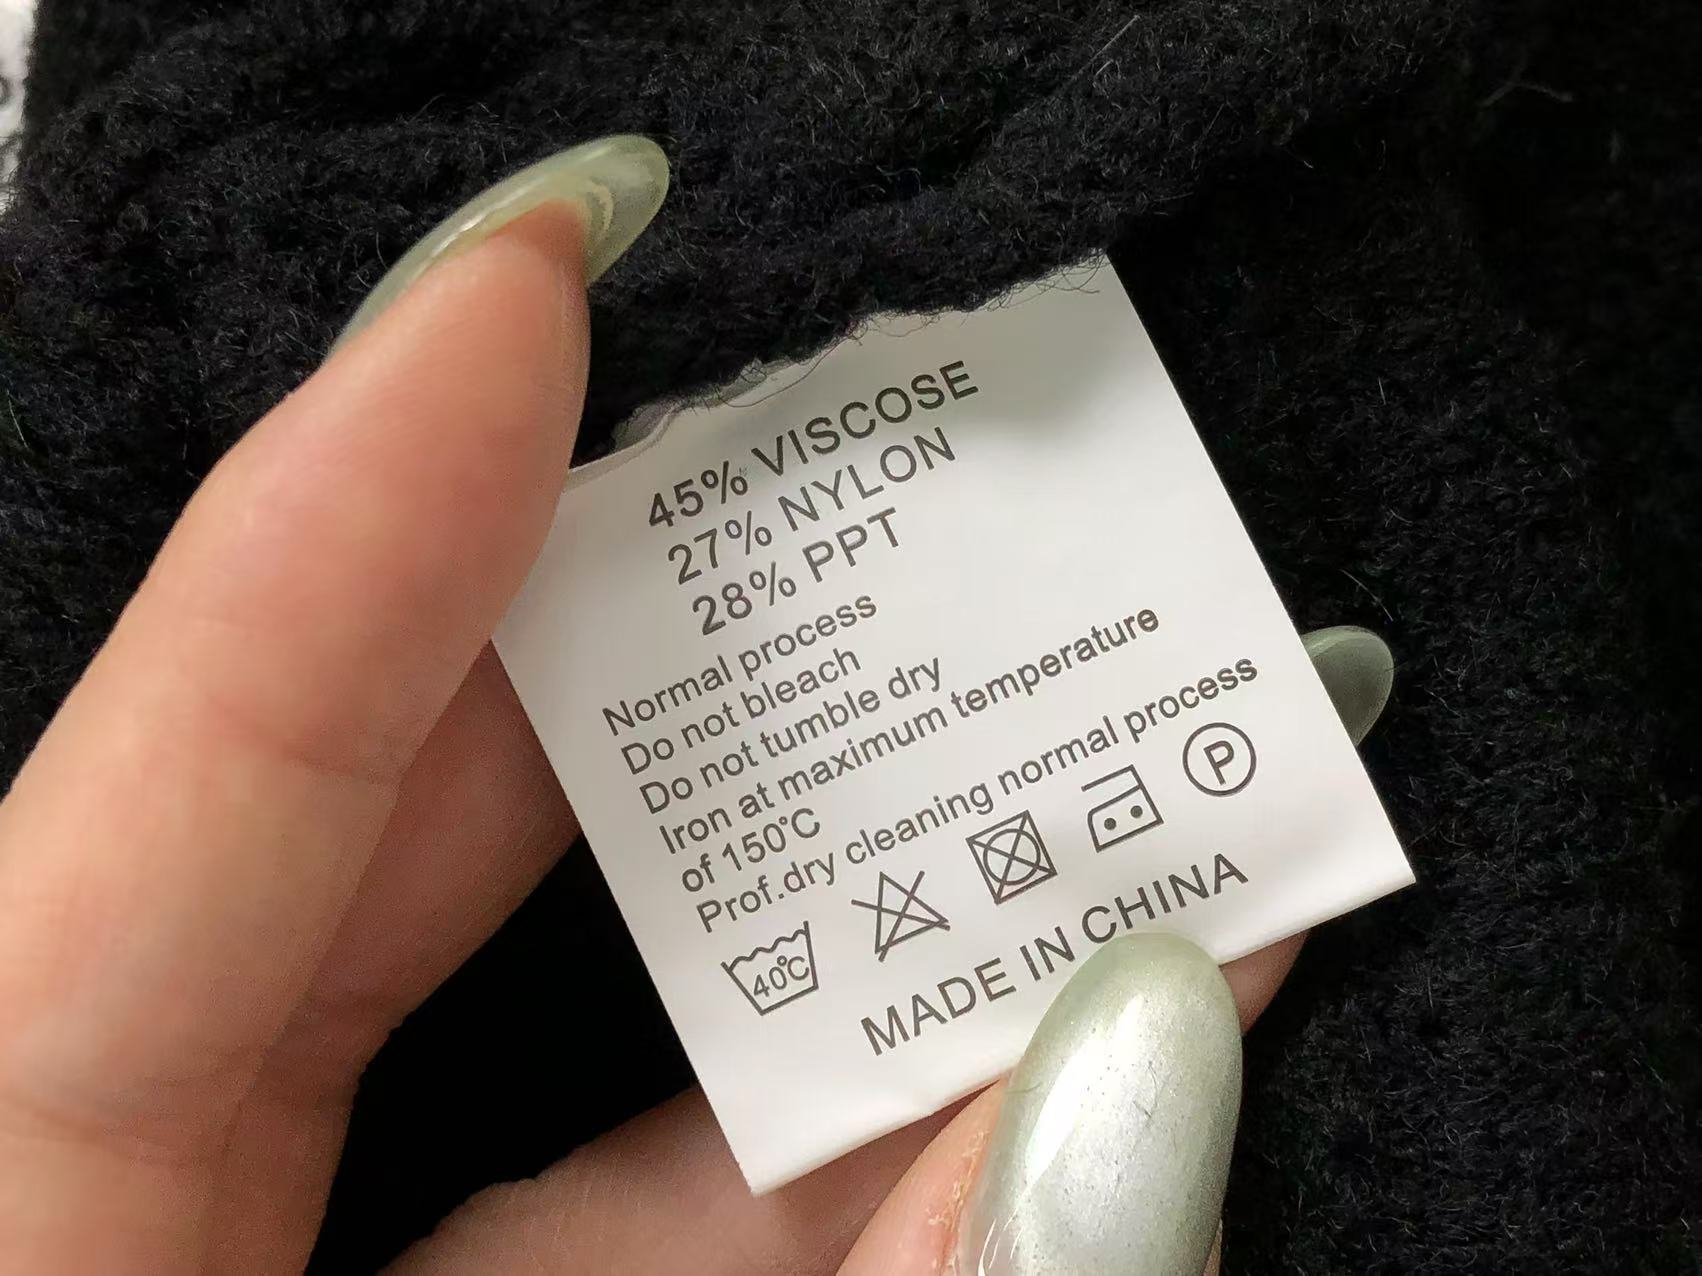 45% VISCOSE
27% NYLON
28% PPT
Normal process
Do not bleach
Do not tumble dry
Iron at maximum temperature
of 150℃
Prof.dry cleaning normal process
40℃
P
MADE IN CHINA